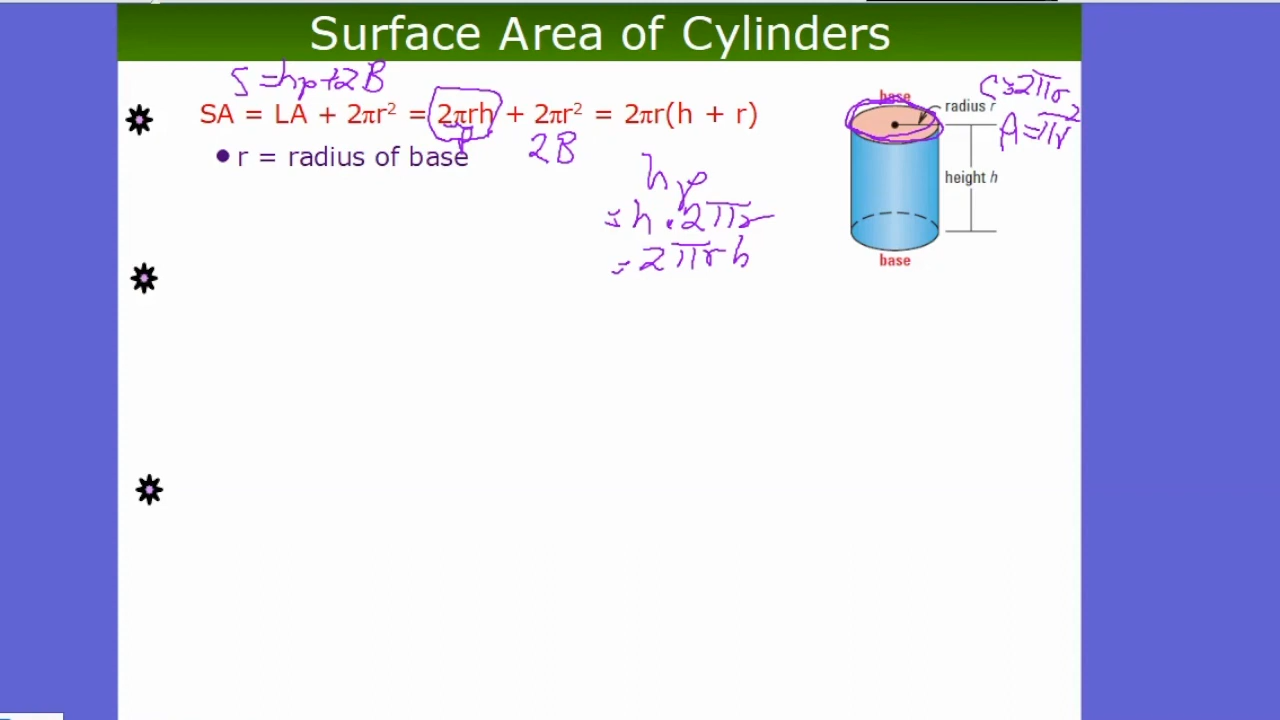 Surface Area of Cylinders
S = hp + 2B
SA = LA + 2πr² = 2πrh + 2πr² = 2πr(h + r)
P
2B
• r = radius of base
hp
= h · 2πr
= 2πrh
base
radius r
height h
base
C = 2πr
A = πr²